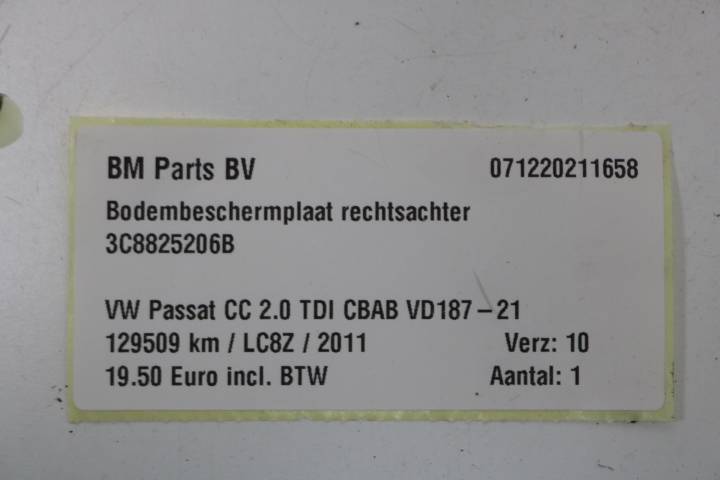 BM Parts BV 071220211658
Bodembeschermplaat rechtsachter
3C8825206B
VW Passat CC 2.0 TDI CBAB VD187-21
129509 km / LC8Z / 2011 Verz: 10
19.50 Euro incl. BTW Aantal: 1